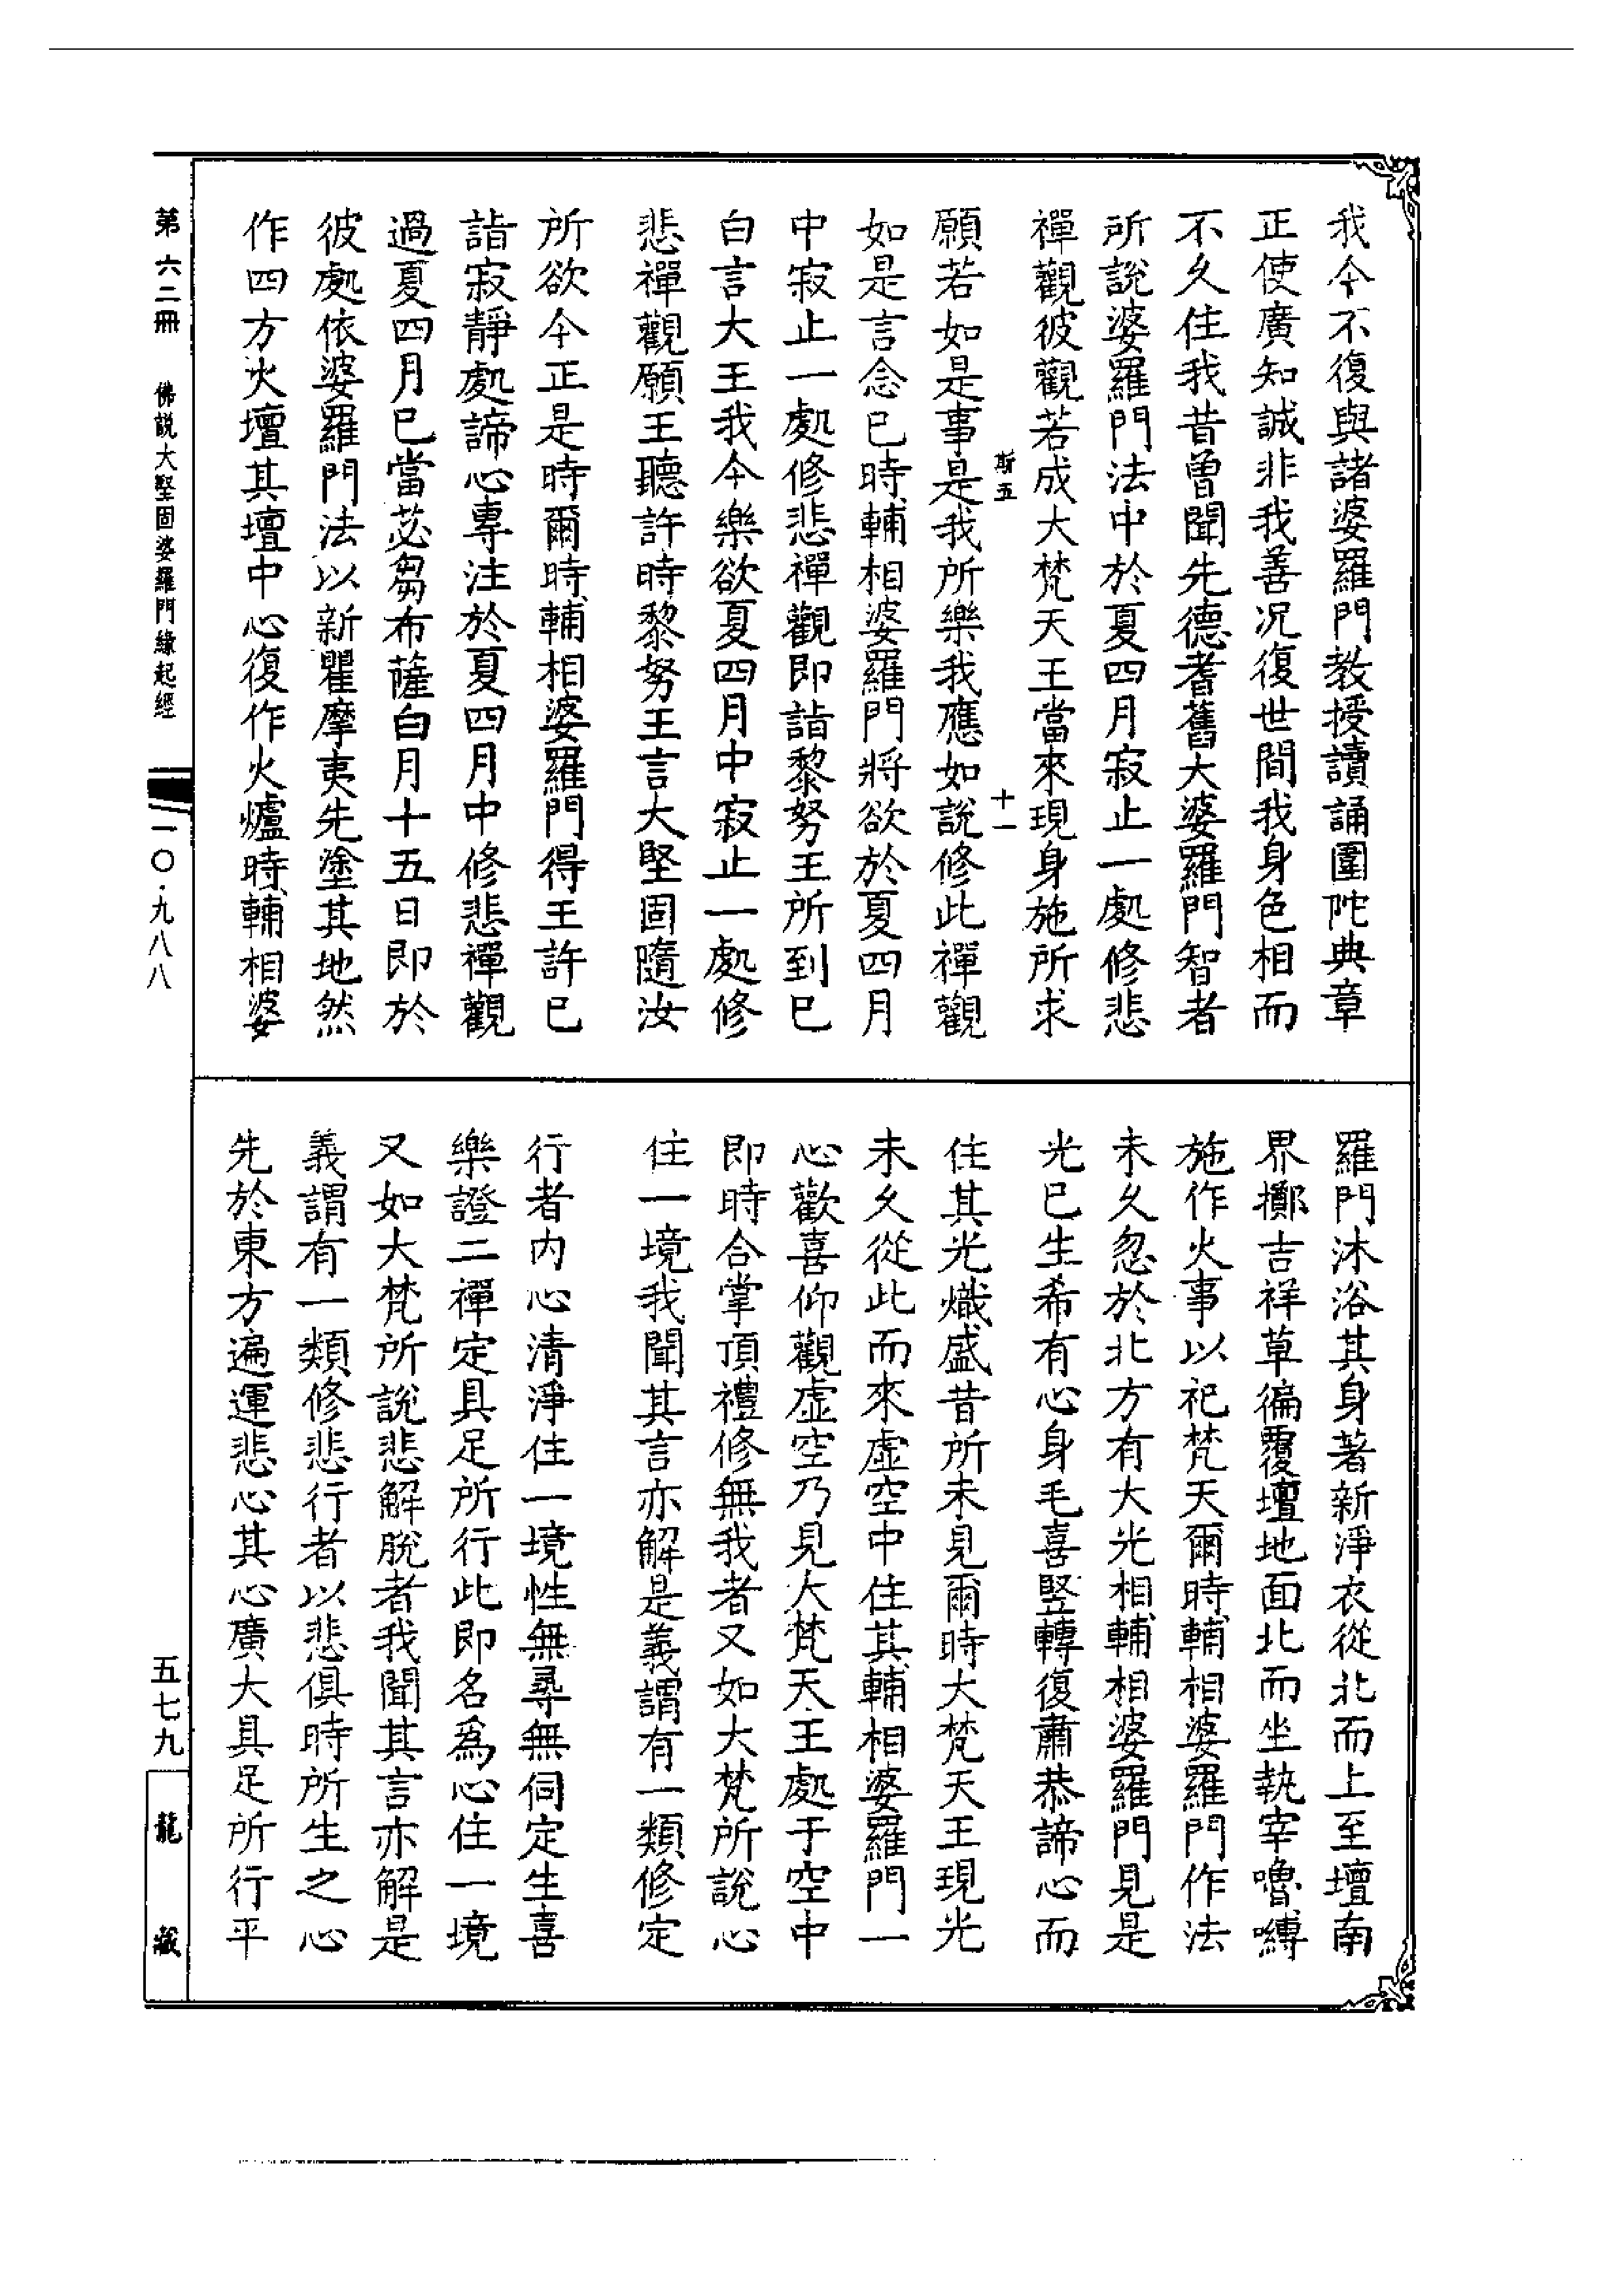 我今不復與諸婆羅門教授讀誦圍陀典章
正使廣知誠非我善況復世間我身色相而
不久住我昔曾聞先德耆舊大婆羅門智者
所說婆羅門法中於夏四月寂止一處修悲
禪觀彼觀若成大梵天王當來現身施所求
斯五 十一
願若如是事是我所樂我應如說修此禪觀
如是言念已時輔相婆羅門將欲於夏四月
中寂止一處修悲禪觀即詣黎努王所到已
白言大王我今樂欲夏四月中寂止一處修
悲禪觀願王聽許時黎努王言大堅固隨汝
所欲今正是時爾時輔相婆羅門得王許已
詣寂靜處諦心專注於夏四月中修悲禪觀
過夏四月已當苾芻布薩白月十五日即於
彼處依婆羅門法以新瞿摩夷先塗其地然
作四方火壇其壇中心復作火爐時輔相婆
羅門沐浴其身著新淨衣從北而上至壇南
界擲吉祥草徧覆壇地面北而坐執宰嚕嚩
施作火事以祀梵天爾時輔相婆羅門作法
未久忽於北方有大光相輔相婆羅門見是
光已生希有心身毛喜豎轉復肅恭諦心而
住其光熾盛昔所未見爾時大梵天王現光
未久從此而來虛空中住其輔相婆羅門一
心歡喜仰觀虛空乃見大梵天王處于空中
即時合掌頂禮修無我者又如大梵所說心
住一境我聞其言亦解是義謂有一類修定
行者內心清淨住一境性無尋無伺定生喜
樂證二禪定具足所行此即名爲心住一境
又如大梵所說悲解脫者我聞其言亦解是
義謂有一類修悲行者以悲俱時所生之心
先於東方遍運悲心其心廣大具足所行平
第六二冊 佛說大堅固婆羅門緣起經 一〇·九八八 五七九 龍藏